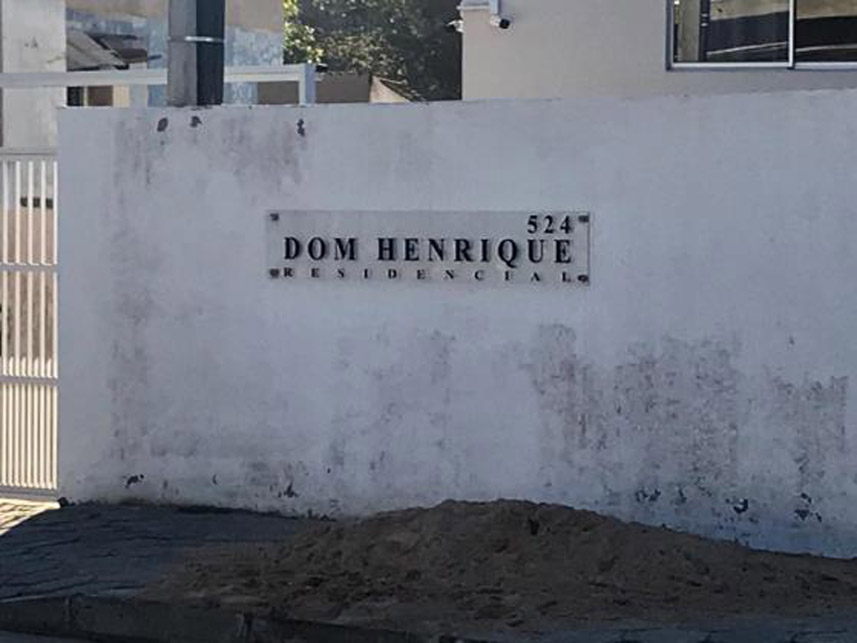 524
DOM HENRIQUE
RESIDENCIAL